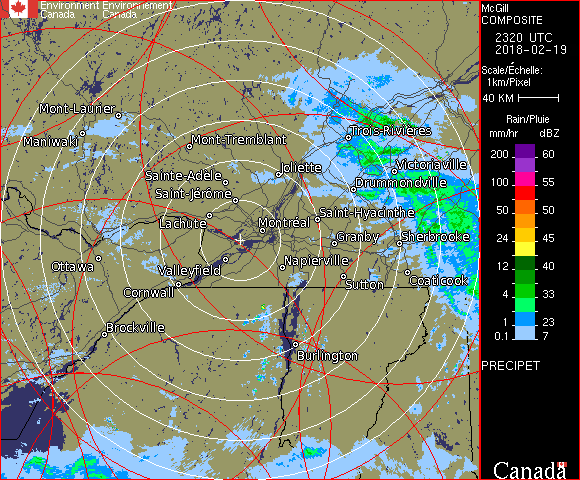 Environment Environnement
Canada Canada
McGill
COMPOSITE
2320 UTC
2018-02-19
Scale/Échelle:
1km/Pixel
40 KM
Rain/Pluie
mm/hr dBZ
200 60
100 55
50 50
24 45
12 40
4 33
2 28
1 23
0.1 7
PRECIPET
Canada
Mont-Laurier
Maniwaki
Mont-Tremblant
Trois-Rivières
Joliette
Victoriaville
Sainte-Adèle
Drummondville
Saint-Jérôme
Lachute
Saint-Hyacinthe
Montréal
Granby
Sherbrooke
Ottawa
Valleyfield
Napierville
Cornwall
Sutton
Coaticook
Brockville
Burlington